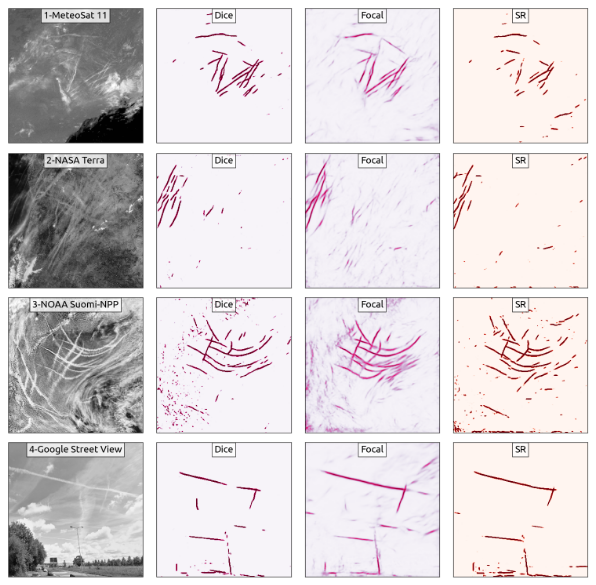 1-MeteoSat 11 Dice Focal SR
2-NASA Terra Dice Focal SR
3-NOAA Suomi-NPP Dice Focal SR
4-Google Street View Dice Focal SR